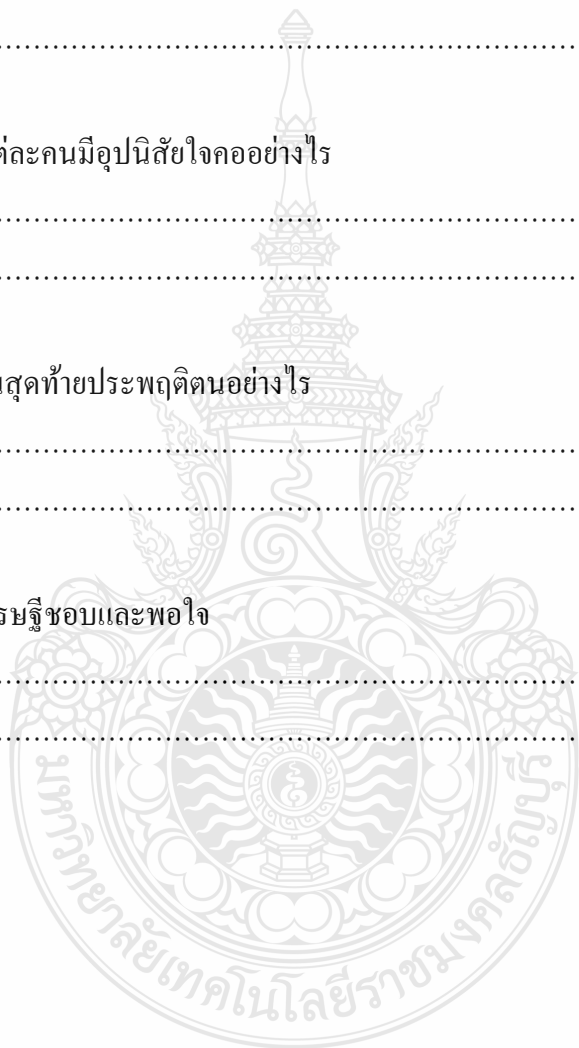 ....................................................................
ต่ละคนมีอุปนิสัยใจคออย่างไร
....................................................................
....................................................................
สุดท้ายประพฤติตนอย่างไร
....................................................................
....................................................................
รษฐีชอบและพอใจ
....................................................................
....................................................................
มหาวิทยาลัยเทคโนโลยีราชมงคลธัญบุรี